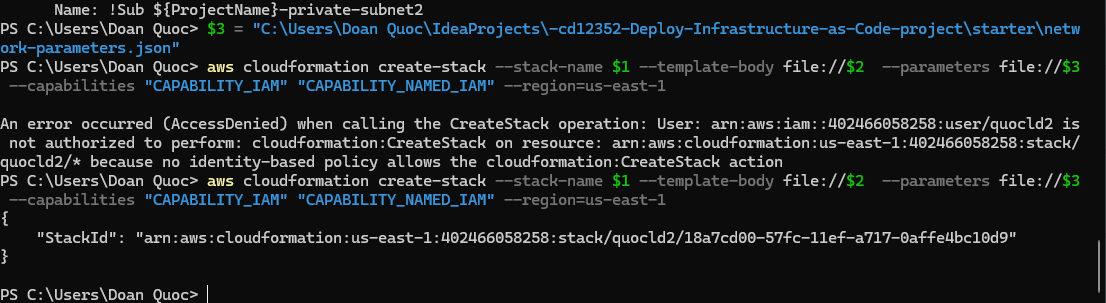 Name: !Sub ${ProjectName}-private-subnet2
PS C:\Users\Doan Quoc> $3 = "C:\Users\Doan Quoc\IdeaProjects\-cd12352-Deploy-Infrastructure-as-Code-project\starter\netw
ork-parameters.json"
PS C:\Users\Doan Quoc> aws cloudformation create-stack --stack-name $1 --template-body file://$2  --parameters file://$3
 --capabilities "CAPABILITY_IAM" "CAPABILITY_NAMED_IAM" --region=us-east-1

An error occurred (AccessDenied) when calling the CreateStack operation: User: arn:aws:iam::402466058258:user/quocld2 is
 not authorized to perform: cloudformation:CreateStack on resource: arn:aws:cloudformation:us-east-1:402466058258:stack/
quocld2/* because no identity-based policy allows the cloudformation:CreateStack action
PS C:\Users\Doan Quoc> aws cloudformation create-stack --stack-name $1 --template-body file://$2  --parameters file://$3
 --capabilities "CAPABILITY_IAM" "CAPABILITY_NAMED_IAM" --region=us-east-1
{
    "StackId": "arn:aws:cloudformation:us-east-1:402466058258:stack/quocld2/18a7cd00-57fc-11ef-a717-0affe4bc10d9"
}

PS C:\Users\Doan Quoc>